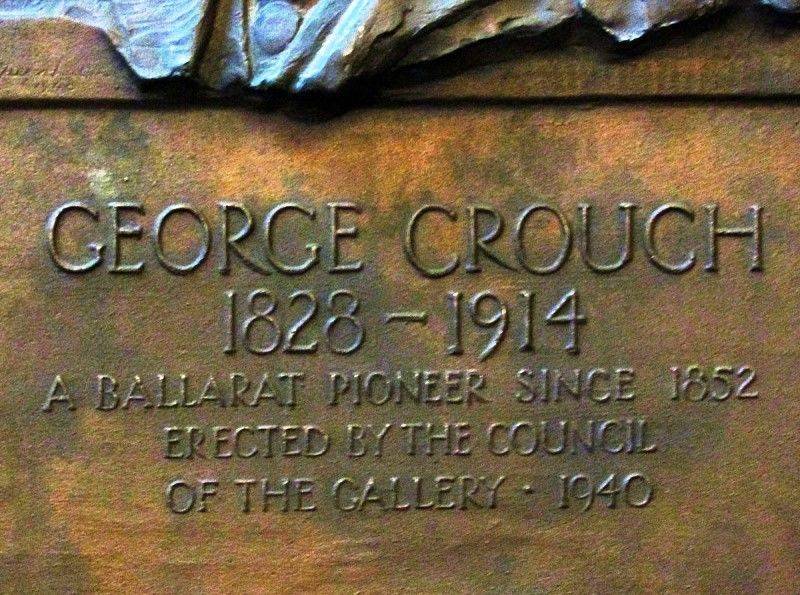 GEORGE CROUCH
1828 - 1914
A BALLARAT PIONEER SINCE 1852
ERECTED BY THE COUNCIL
OF THE GALLERY · 1940